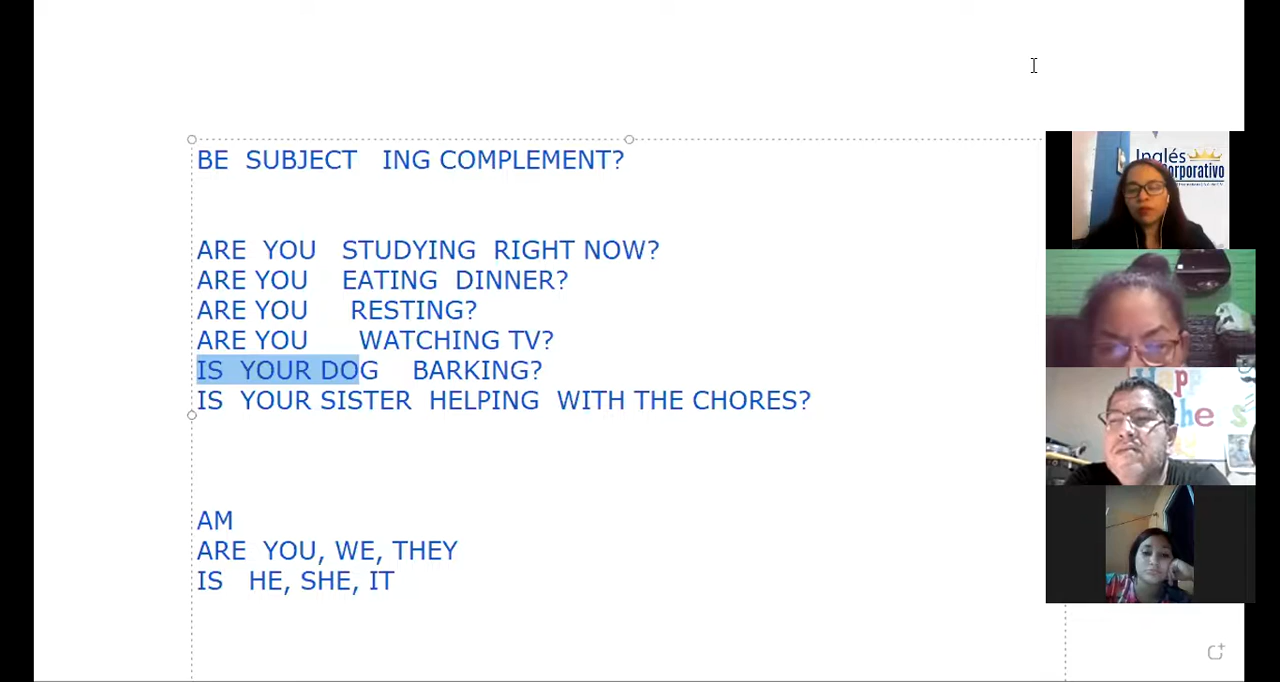 BE SUBJECT ING COMPLEMENT?
ARE YOU STUDYING RIGHT NOW?
ARE YOU EATING DINNER?
ARE YOU RESTING?
ARE YOU WATCHING TV?
IS YOUR DOG BARKING?
IS YOUR SISTER HELPING WITH THE CHORES?
AM
ARE YOU, WE, THEY
IS HE, SHE, IT
Inglés
orporativo